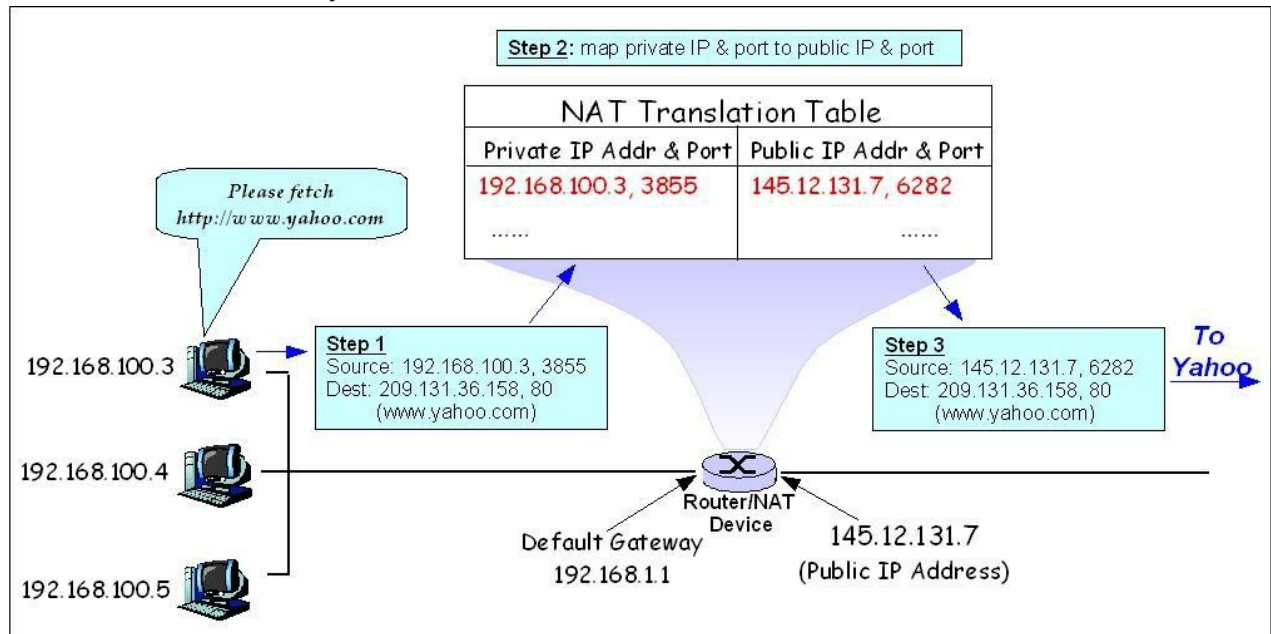 Step 2: map private IP & port to public IP & port
NAT Translation Table
Private IP Addr & Port
Public IP Addr & Port
192.168.100.3, 3855
145.12.131.7, 6282
......
......
Please fetch
http://www.yahoo.com
192.168.100.3
Step 1
Source: 192.168.100.3, 3855
Dest: 209.131.36.158, 80
(www.yahoo.com)
Step 3
Source: 145.12.131.7, 6282
Dest: 209.131.36.158, 80
(www.yahoo.com)
To
Yahoo
192.168.100.4
Router/NAT
Device
Default Gateway
192.168.1.1
145.12.131.7
(Public IP Address)
192.168.100.5